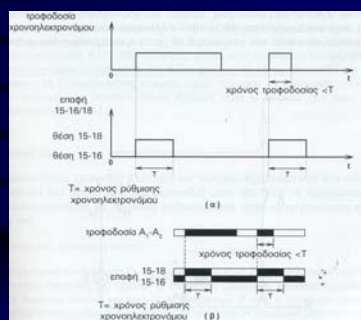 τροφοδοσία
χρονοηλεκτρονόμου
0
t
χρόνος τροφοδοσίας <T
επαφή
15-16/18
θέση 15-18
θέση 15-16
0
T
T
t
T= χρόνος ρύθμισης
χρονοηλεκτρονόμου
(α)
τροφοδοσία A₁-A₂
χρόνος τροφοδοσίας <T
επαφή 15-18
15-16
T
T
T= χρόνος ρύθμισης
χρονοηλεκτρονόμου
(β)